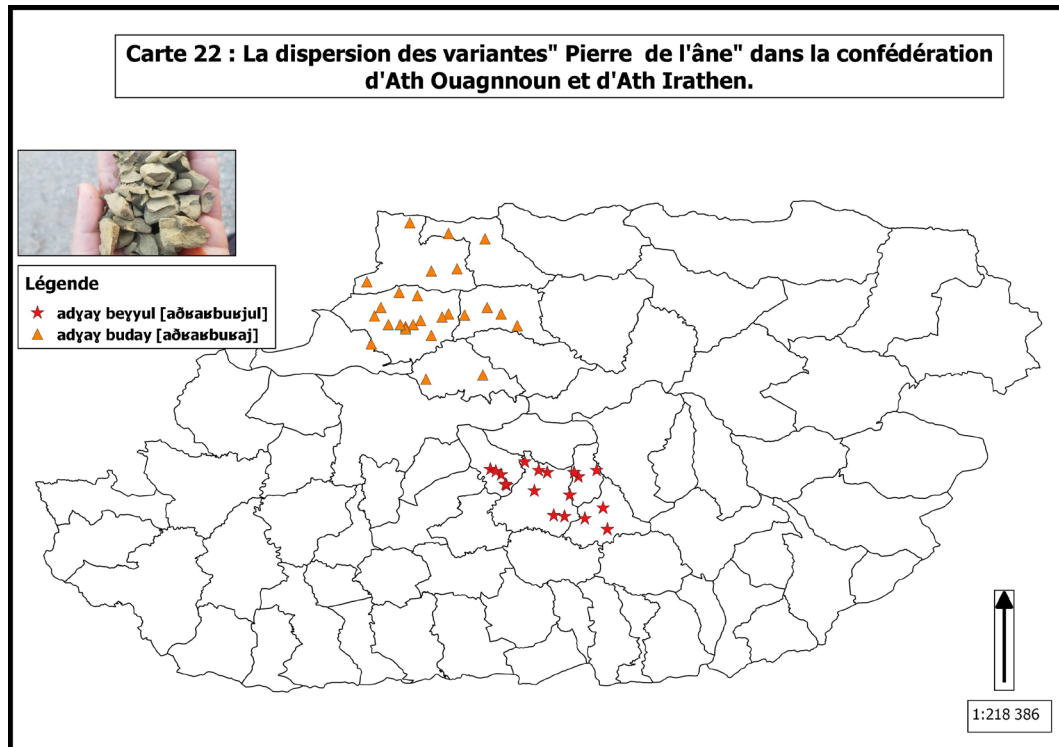 Carte 22 : La dispersion des variantes" Pierre  de l'âne" dans la confédération
d'Ath Ouagnnoun et d'Ath Irathen.
Légende
adɣaɣ beɣyul [aðʁaʁbuʁjul]
adɣaɣ buday [aðʁaʁbuʁaj]
1:218 386